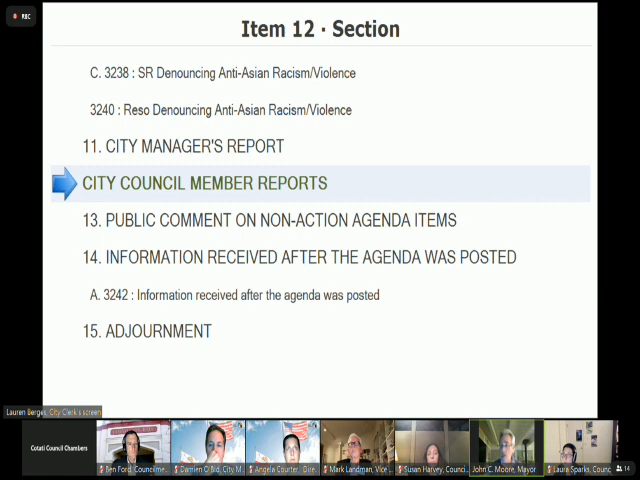 REC
Item 12 · Section
C. 3238 : SR Denouncing Anti-Asian Racism/Violence
3240 : Reso Denouncing Anti-Asian Racism/Violence
11. CITY MANAGER'S REPORT
CITY COUNCIL MEMBER REPORTS
13. PUBLIC COMMENT ON NON-ACTION AGENDA ITEMS
14. INFORMATION RECEIVED AFTER THE AGENDA WAS POSTED
A. 3242 : Information received after the agenda was posted
15. ADJOURNMENT
Lauren Berges, City Clerk's screen
Cotati Council Chambers
Ben Ford, Councilme...
Damien O'Bid, City M...
Angela Courter, Dire...
Mark Landman, Vice ...
Susan Harvey, Counci...
John C. Moore, Mayor
Laura Sparks, Counc...
14